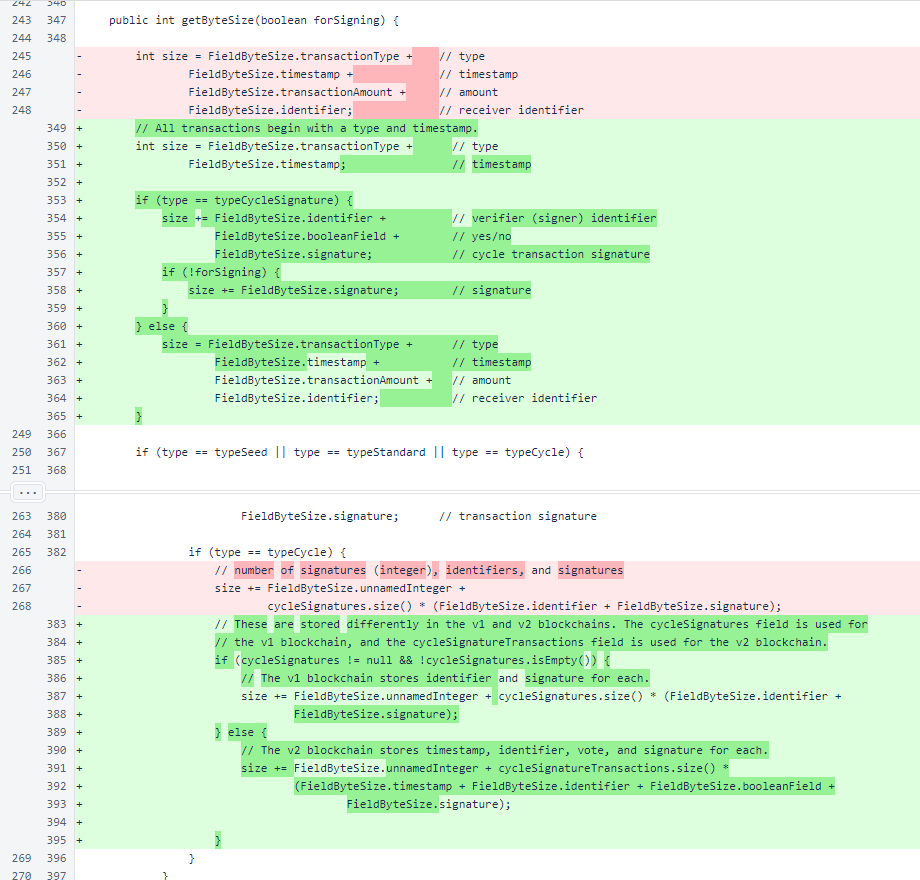 242 346
243 347 public int getByteSize(boolean forSigning) {
244 348
245 - int size = FieldByteSize.transactionType + // type
246 - FieldByteSize.timestamp + // timestamp
247 - FieldByteSize.transactionAmount + // amount
248 - FieldByteSize.identifier; // receiver identifier
349 + // All transactions begin with a type and timestamp.
350 + int size = FieldByteSize.transactionType + // type
351 + FieldByteSize.timestamp; // timestamp
352 +
353 + if (type == typeCycleSignature) {
354 + size += FieldByteSize.identifier + // verifier (signer) identifier
355 + FieldByteSize.booleanField + // yes/no
356 + FieldByteSize.signature; // cycle transaction signature
357 + if (!forSigning) {
358 + size += FieldByteSize.signature; // signature
359 + }
360 + } else {
361 + size = FieldByteSize.transactionType + // type
362 + FieldByteSize.timestamp + // timestamp
363 + FieldByteSize.transactionAmount + // amount
364 + FieldByteSize.identifier; // receiver identifier
365 + }
249 366
250 367 if (type == typeSeed || type == typeStandard || type == typeCycle) {
251 368
...
263 380 FieldByteSize.signature; // transaction signature
264 381
265 382 if (type == typeCycle) {
266 - // number of signatures (integer), identifiers, and signatures
267 - size += FieldByteSize.unnamedInteger +
268 - cycleSignatures.size() * (FieldByteSize.identifier + FieldByteSize.signature);
383 + // These are stored differently in the v1 and v2 blockchains. The cycleSignatures field is used for
384 + // the v1 blockchain, and the cycleSignatureTransactions field is used for the v2 blockchain.
385 + if (cycleSignatures != null && !cycleSignatures.isEmpty()) {
386 + // The v1 blockchain stores identifier and signature for each.
387 + size += FieldByteSize.unnamedInteger + cycleSignatures.size() * (FieldByteSize.identifier +
388 + FieldByteSize.signature);
389 + } else {
390 + // The v2 blockchain stores timestamp, identifier, vote, and signature for each.
391 + size += FieldByteSize.unnamedInteger + cycleSignatureTransactions.size() *
392 + (FieldByteSize.timestamp + FieldByteSize.identifier + FieldByteSize.booleanField +
393 + FieldByteSize.signature);
394 +
395 + }
269 396 }
270 397 }